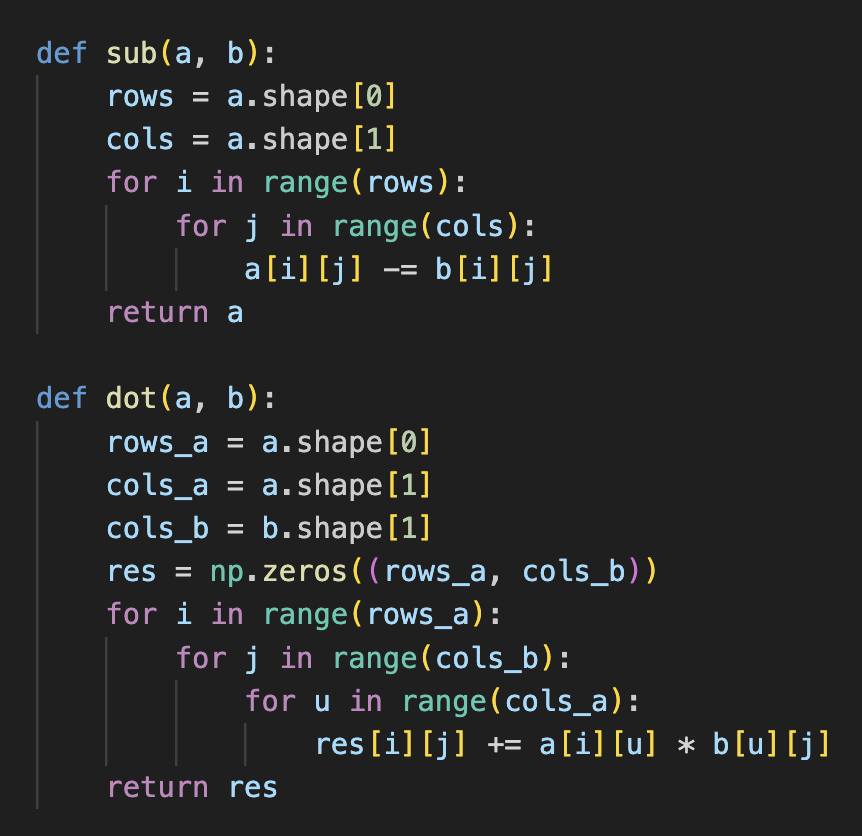 def sub(a, b):
    rows = a.shape[0]
    cols = a.shape[1]
    for i in range(rows):
        for j in range(cols):
            a[i][j] -= b[i][j]
    return a

def dot(a, b):
    rows_a = a.shape[0]
    cols_a = a.shape[1]
    cols_b = b.shape[1]
    res = np.zeros((rows_a, cols_b))
    for i in range(rows_a):
        for j in range(cols_b):
            for u in range(cols_a):
                res[i][j] += a[i][u] * b[u][j]
    return res